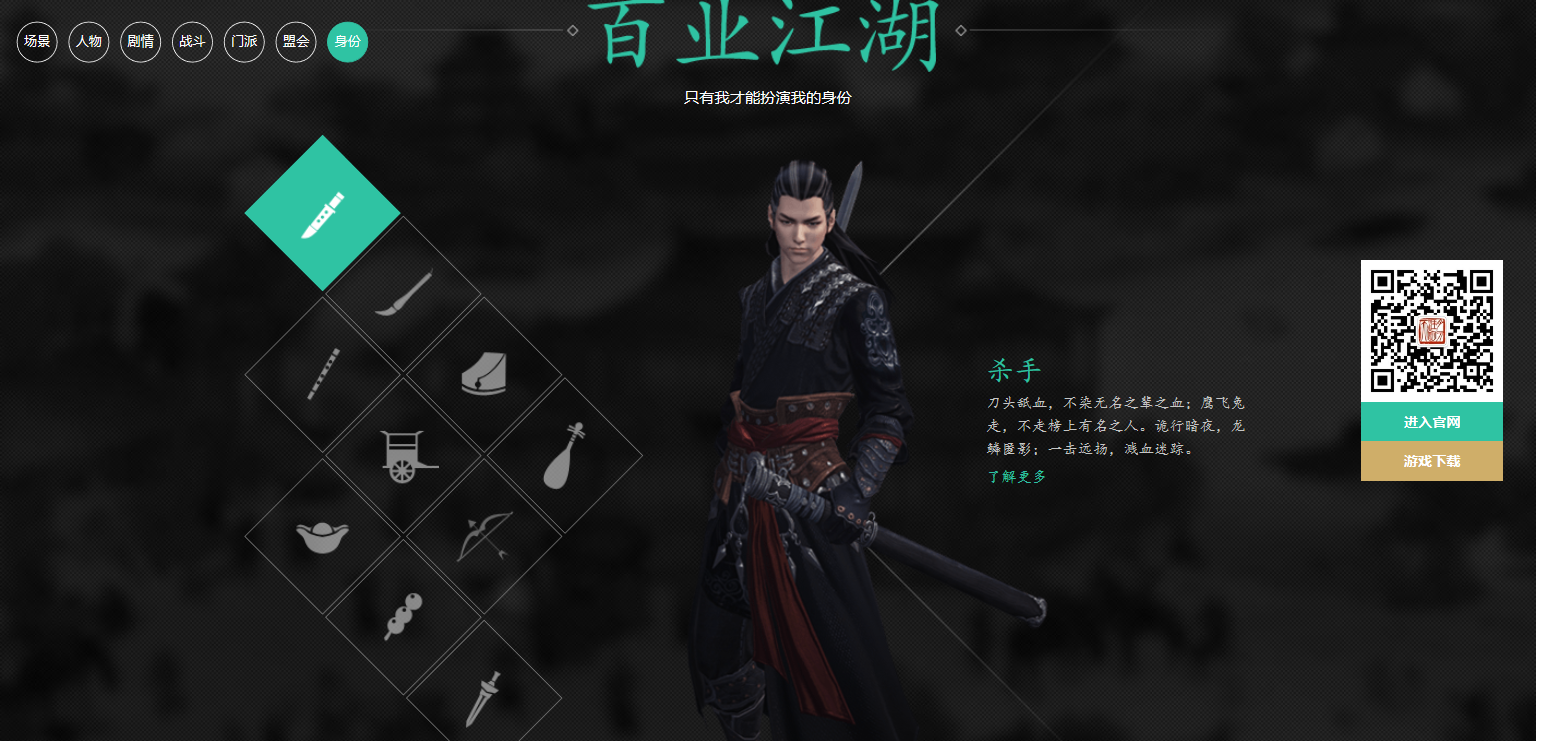 场景 人物 剧情 战斗 门派 盟会 身份
百业江湖
只有我才能扮演我的身份
杀手
刀头舐血，不染无名之辈之血；鹰飞兔
走，不走榜上有名之人。诡行暗夜，龙
鳞匿影；一击远扬，溅血迷踪。
了解更多
进入官网
游戏下载